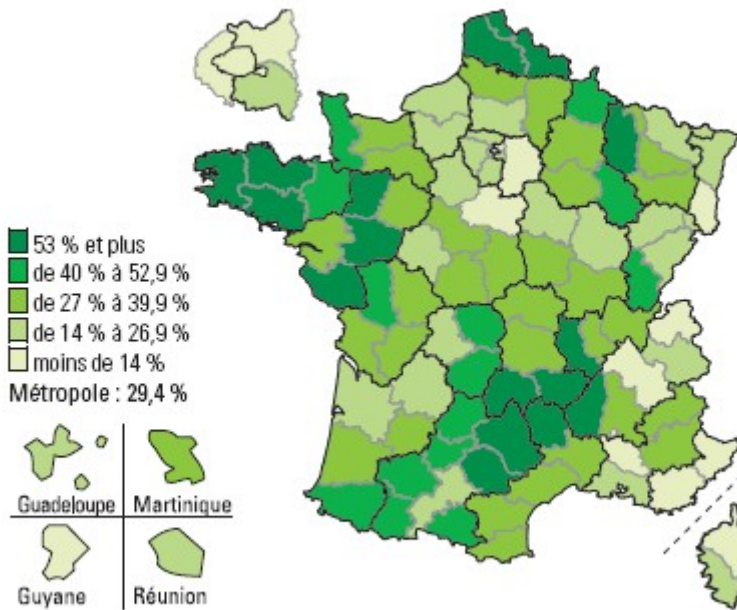 53 % et plus
de 40 % à 52,9 %
de 27 % à 39,9 %
de 14 % à 26,9 %
moins de 14 %
Métropole : 29,4 %
Guadeloupe
Martinique
Guyane
Réunion